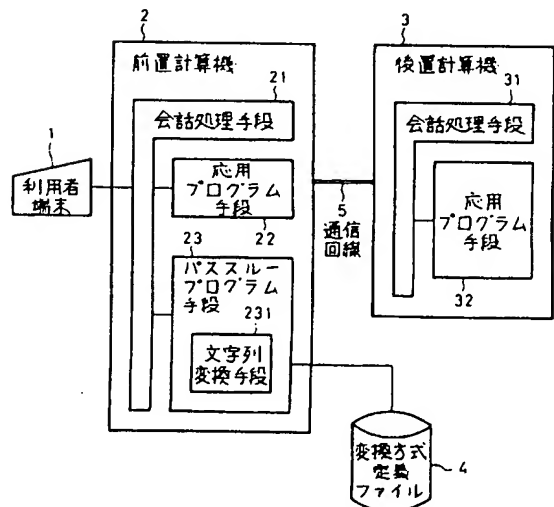 2
前置計算機
21
会話処理手段
1
利用者
端末
応用
プログラム
手段
22
23
パススルー
プログラム
手段
231
文字列
変換手段
5
通信
回線
3
後置計算機
31
会話処理手段
応用
プログラム
手段
32
変換方式
定義
ファイル
4